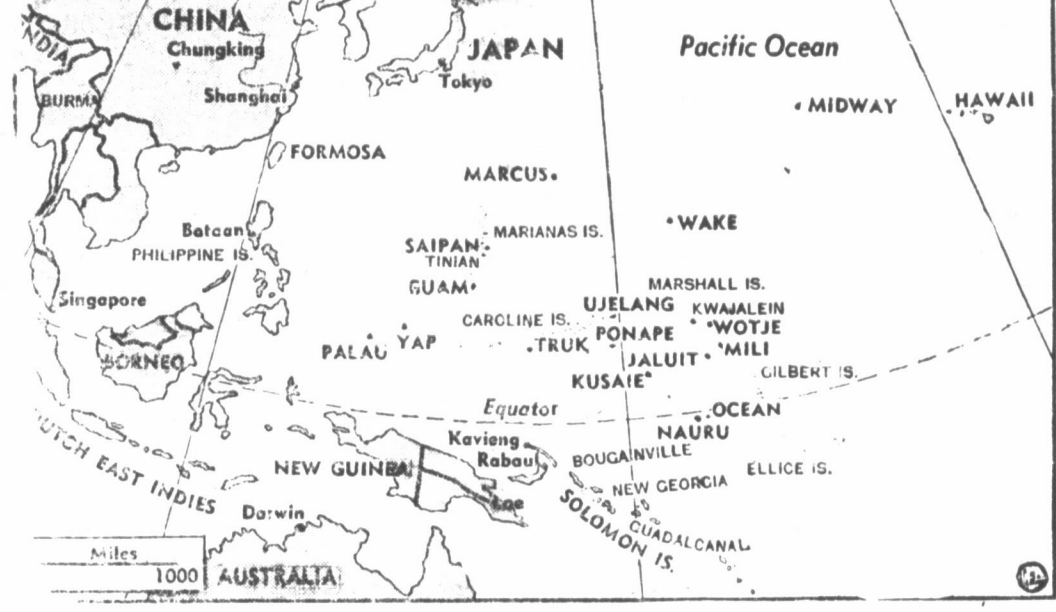 CHINA
INDIA
Chungking
JAPAN
Pacific Ocean
Tokyo
BURMA
Shanghai
MIDWAY
HAWAII
FORMOSA
MARCUS
WAKE
Bataan
MARIANAS IS.
PHILIPPINE IS.
SAIPAN
TINIAN
GUAM
MARSHALL IS.
Singapore
UJELANG
KWAJALEIN
CAROLINE IS.
PONAPE
WOTJE
PALAU
YAP
TRUK
MILI
BORNEO
JALUIT
KUSAIE
GILBERT IS.
Equator
OCEAN
NAURU
DUTCH EAST INDIES
Kavieng
Rabaul
BOUGAINVILLE
NEW GUINEA
ELLICE IS.
NEW GEORGIA
Lae
SOLOMON IS.
GUADALCANAL
Darwin
Miles
1000
AUSTRALIA